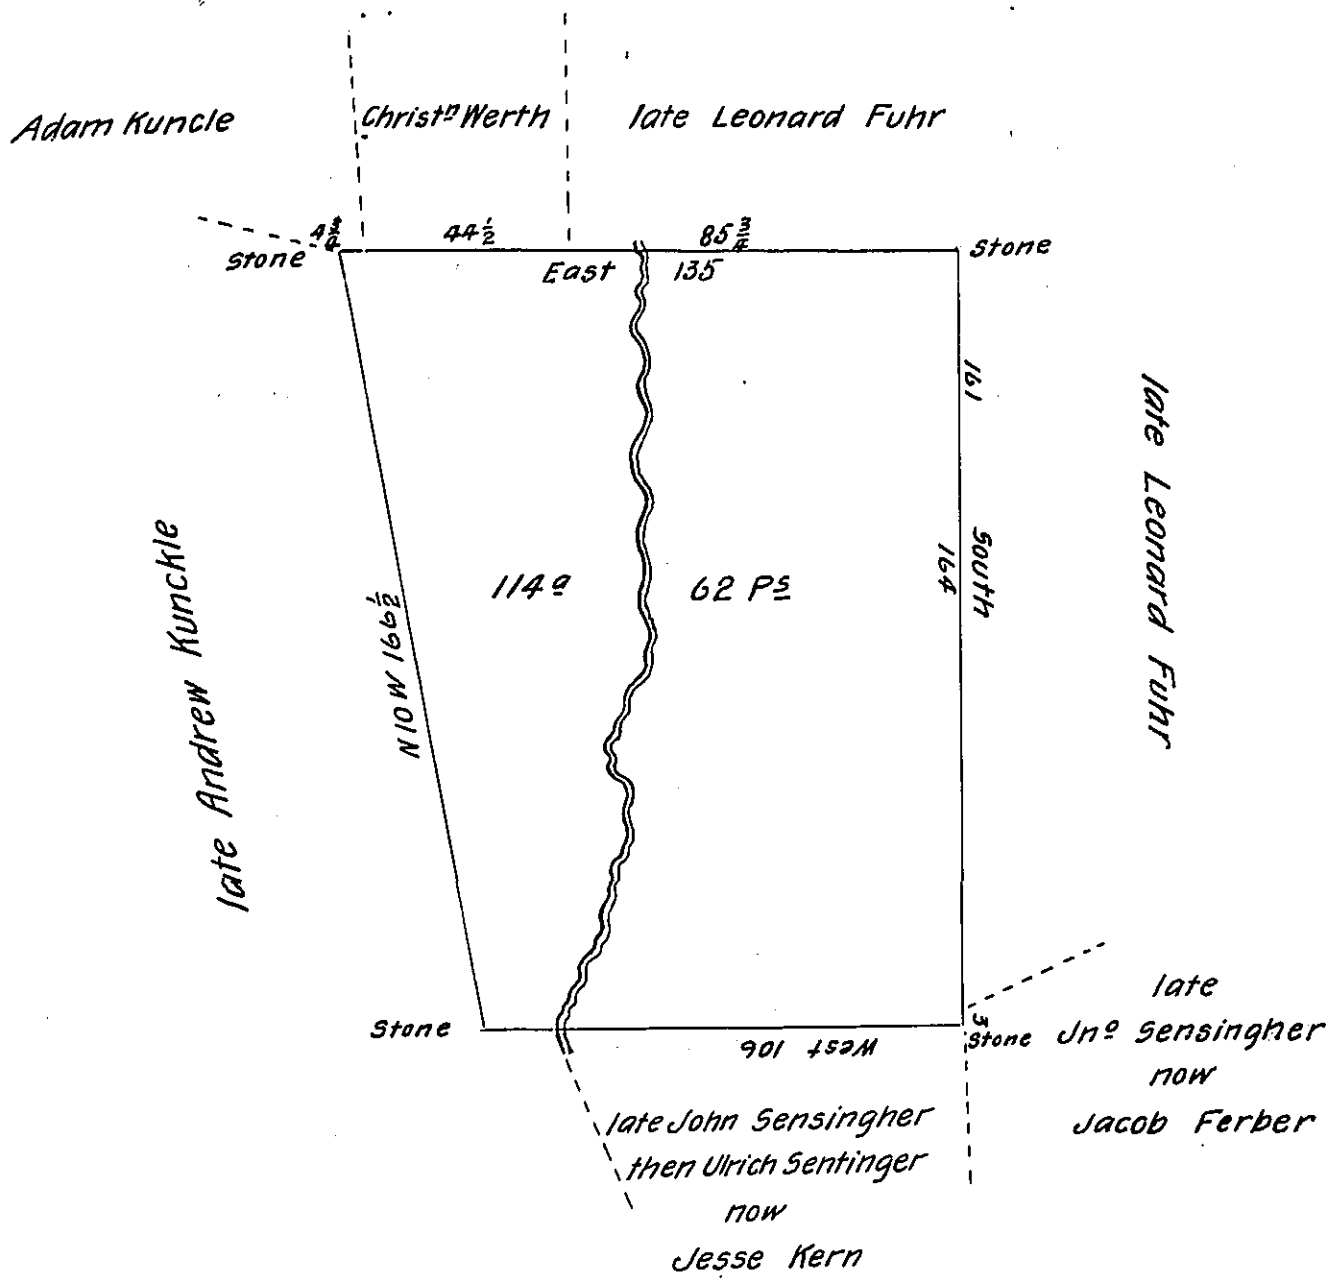 Adam Kuncle
Christⁿ Werth
late Leonard Fuhr
4¾
44½
85¾
Stone
Stone
East 135
161
South
164
late Leonard Fuhr
114ª
62 Pˢ
N10W 166½
late Andrew Kunckle
Stone
West 106
3
Stone
late
Jnº Sensingher
now
Jacob Ferber
late John Sensingher
then Ulrich Sentinger
now
Jesse Kern